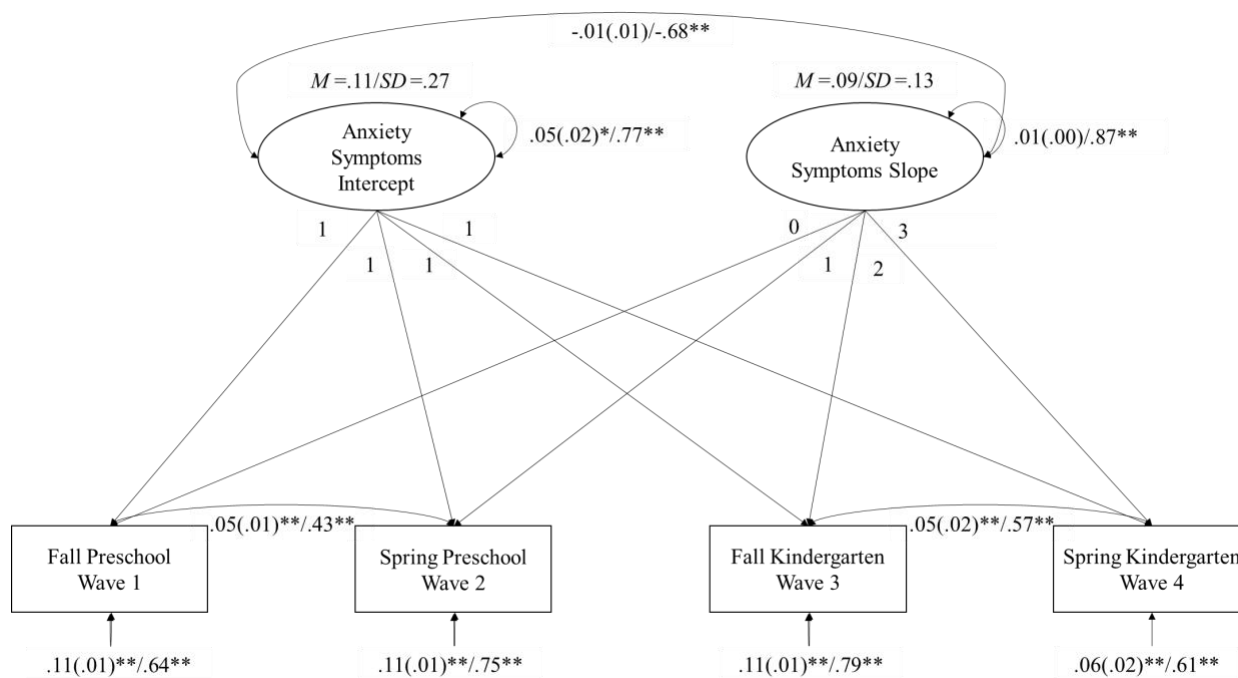 -.01(.01)/-.68**
M =.11/SD =.27
M =.09/SD =.13
Anxiety
Symptoms
Intercept
.05(.02)*/.77**
Anxiety
Symptoms Slope
.01(.00)/.87**
1
1
1
1
0
1
2
3
.05(.01)**/.43**
.05(.02)**/.57**
Fall Preschool
Wave 1
Spring Preschool
Wave 2
Fall Kindergarten
Wave 3
Spring Kindergarten
Wave 4
.11(.01)**/.64**
.11(.01)**/.75**
.11(.01)**/.79**
.06(.02)**/.61**